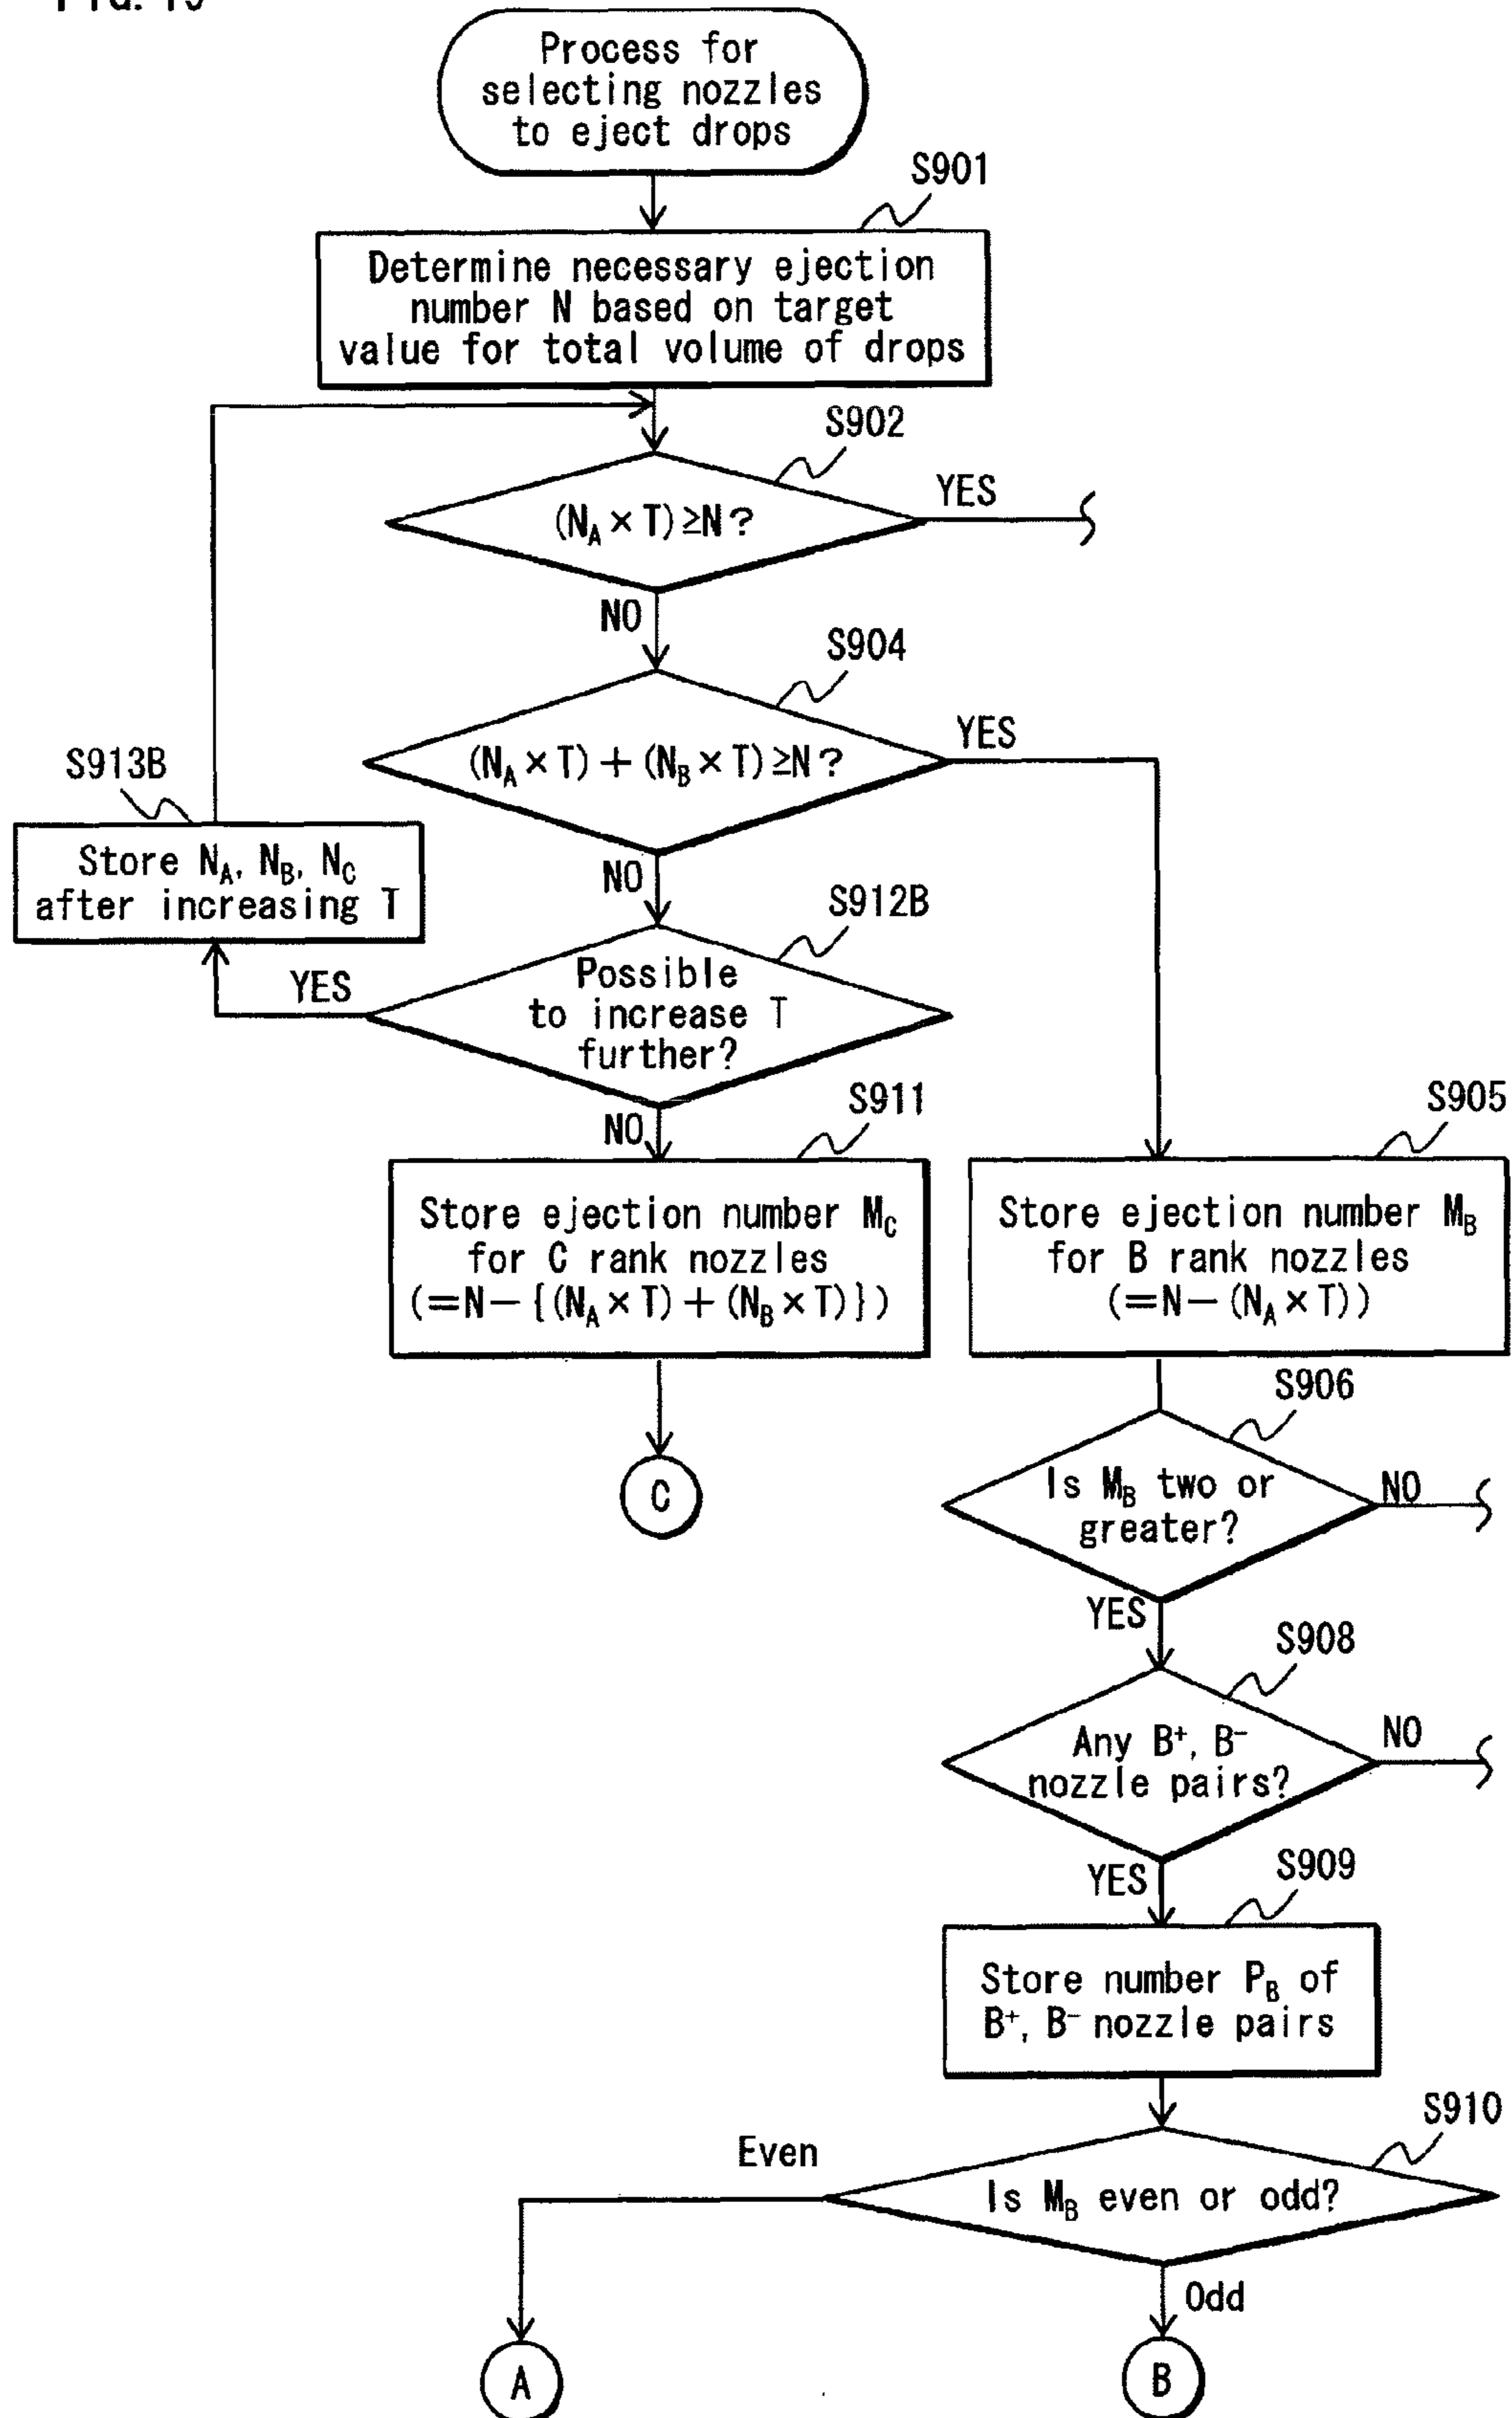 Process for
selecting nozzles
to eject drops
S901
Determine necessary ejection
number N based on target
value for total volume of drops
S902
(N_A × T) ≥N ?
YES
NO
S904
(N_A × T) + (N_B × T) ≥N ?
YES
NO
S913B
Store N_A, N_B, N_C
after increasing T
S912B
Possible
to increase T
further?
YES
NO
S911
Store ejection number M_C
for C rank nozzles
(=N− {(N_A × T) + (N_B × T)})
C
S905
Store ejection number M_B
for B rank nozzles
(=N− (N_A × T))
S906
Is M_B two or
greater?
NO
YES
S908
Any B⁺, B⁻
nozzle pairs?
NO
YES
S909
Store number P_B of
B⁺, B⁻ nozzle pairs
S910
Is M_B even or odd?
Even
Odd
A
B